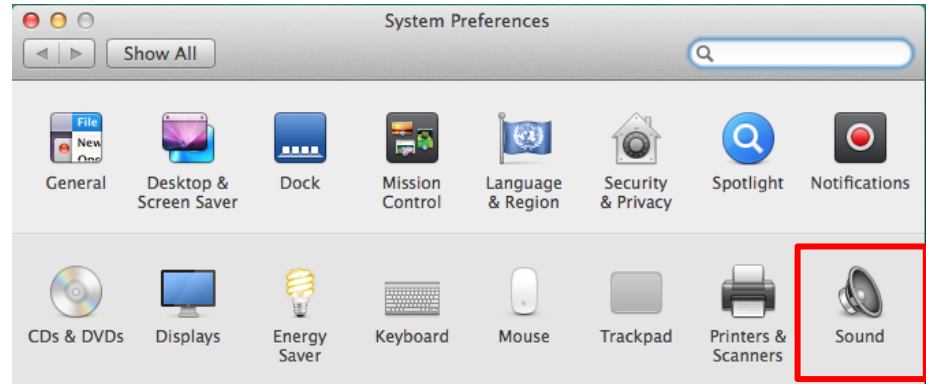 System Preferences
Show All
File
New
Ope
General
Desktop &
Screen Saver
Dock
Mission
Control
Language
& Region
Security
& Privacy
Spotlight
Notifications
CDs & DVDs
Displays
Energy
Saver
Keyboard
Mouse
Trackpad
Printers &
Scanners
Sound